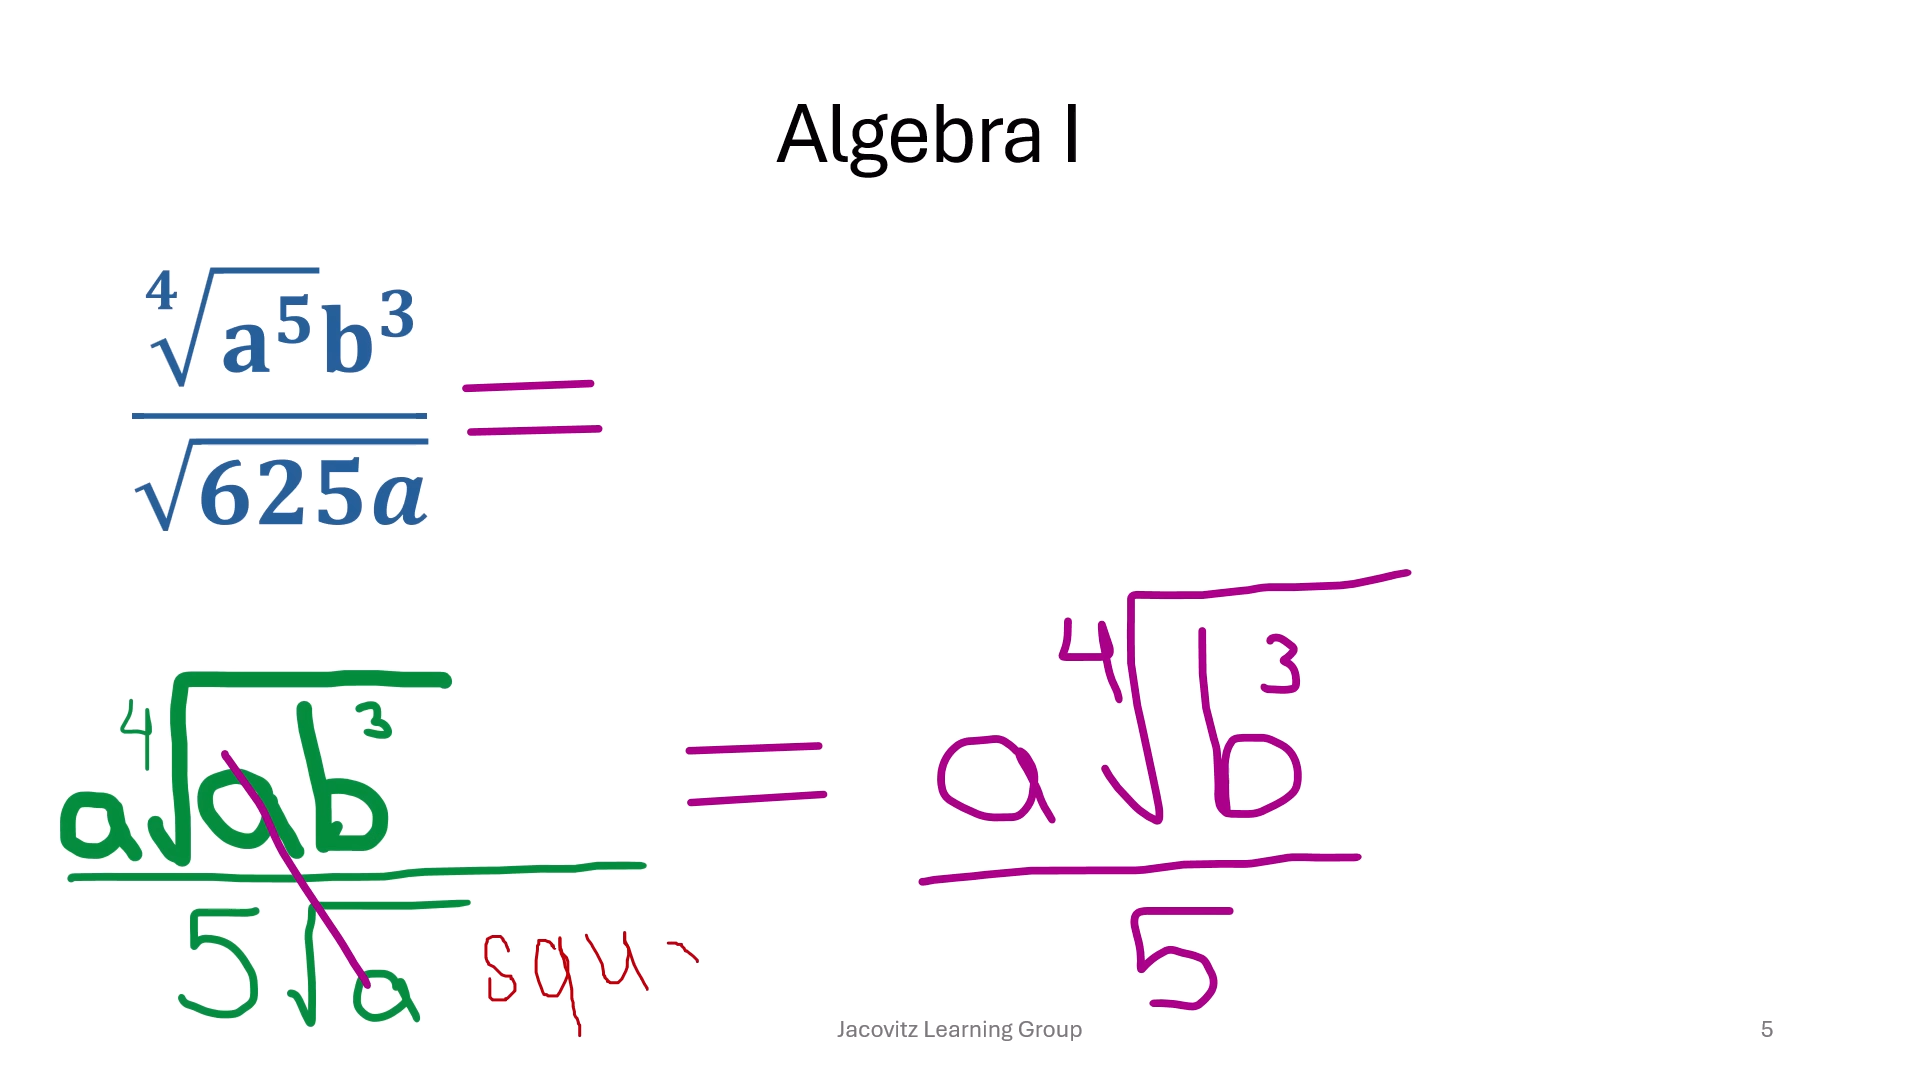 Algebra I
⁴√a⁵b³ / √625a =
a⁴√ab³ / 5√a = a⁴√b³ / 5
squ
Jacovitz Learning Group 5